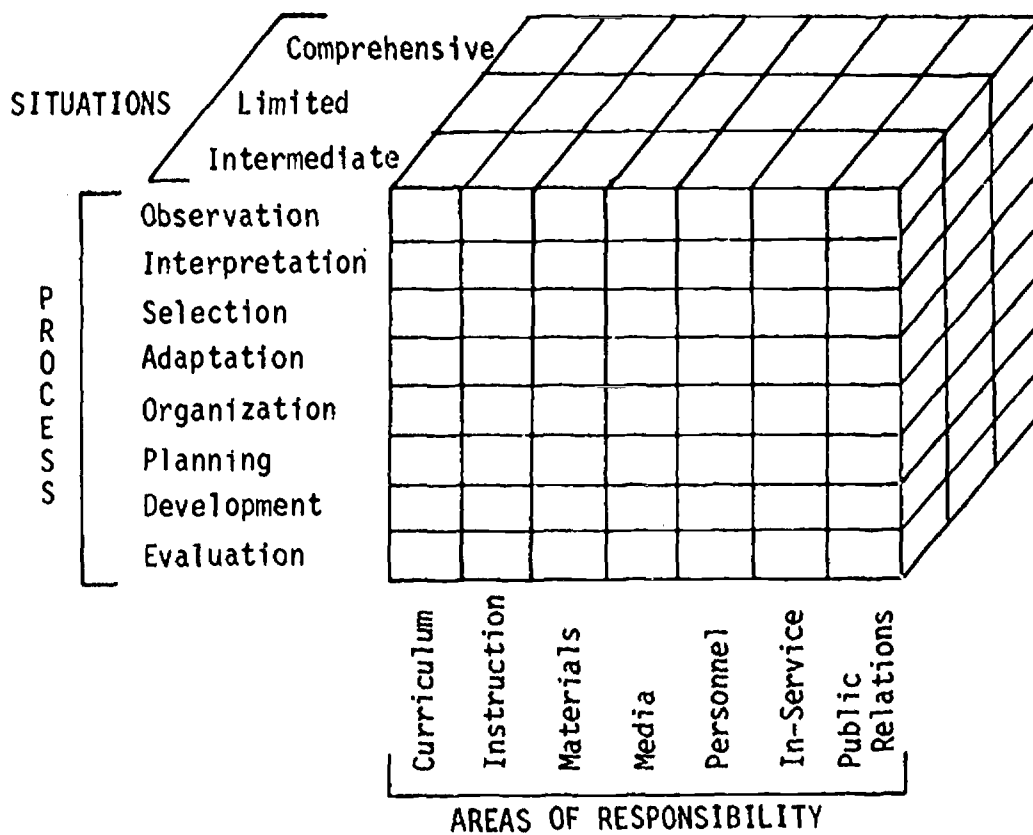 Comprehensive
SITUATIONS
Limited
Intermediate
PROCESS
Observation
Interpretation
Selection
Adaptation
Organization
Planning
Development
Evaluation
Curriculum
Instruction
Materials
Media
Personnel
In-Service
Public
Relations
AREAS OF RESPONSIBILITY